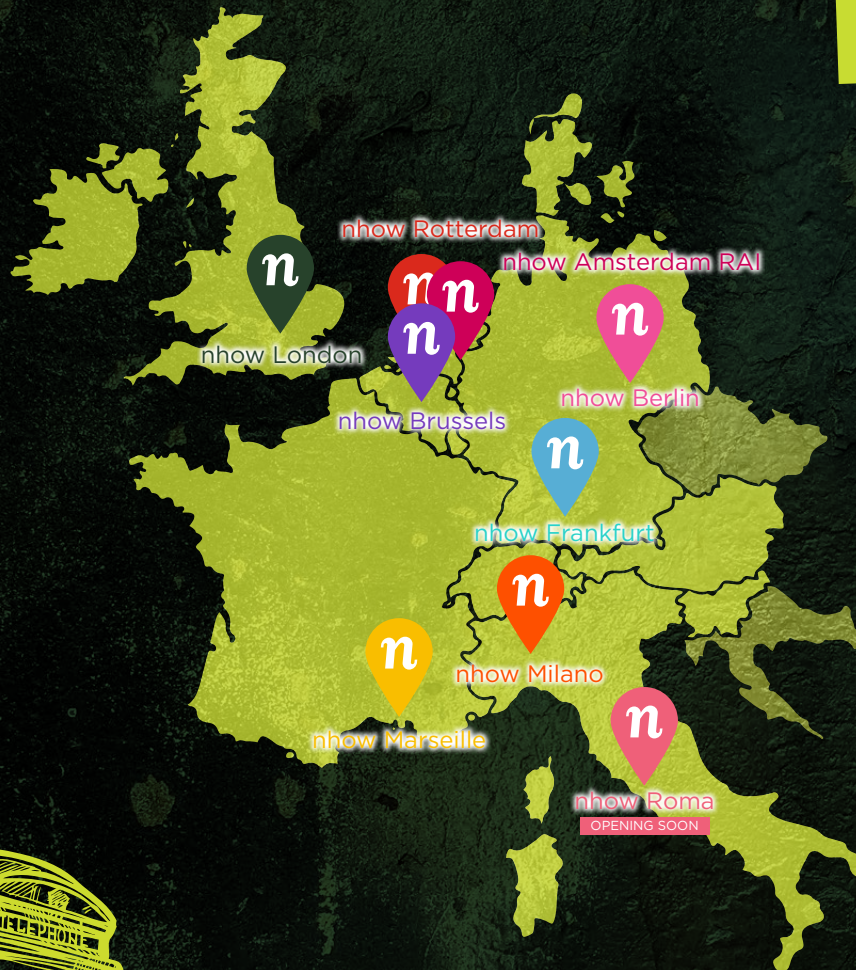 nhow Rotterdam
nhow Amsterdam RAI
n
n
n
n
n
nhow London
nhow Berlin
nhow Brussels
n
nhow Frankfurt
n
n
nhow Milano
n
nhow Marseille
nhow Roma
OPENING SOON
TELEPHONE